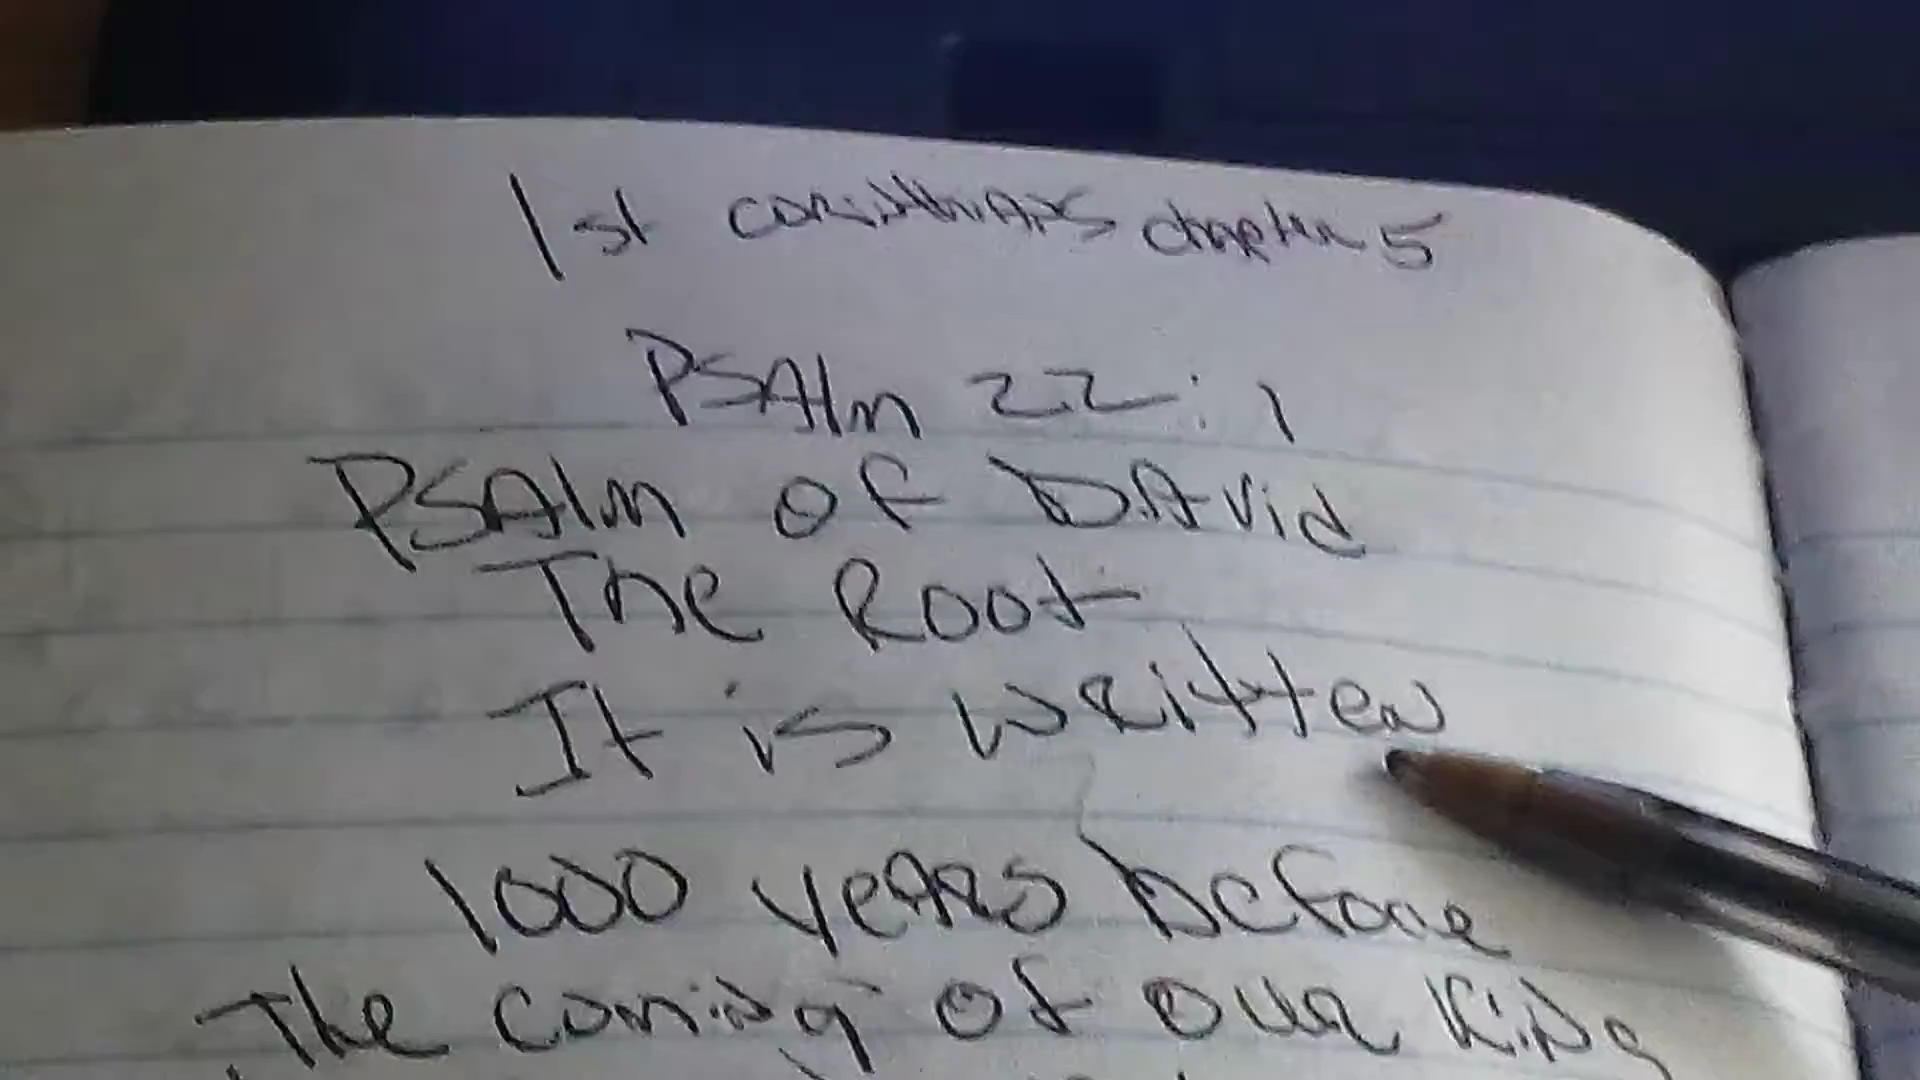 1st corinthians chapter 5
PSAlm 22:1
PSAlm of DAvid
The Root
It is written
1000 years before
The coming of our King